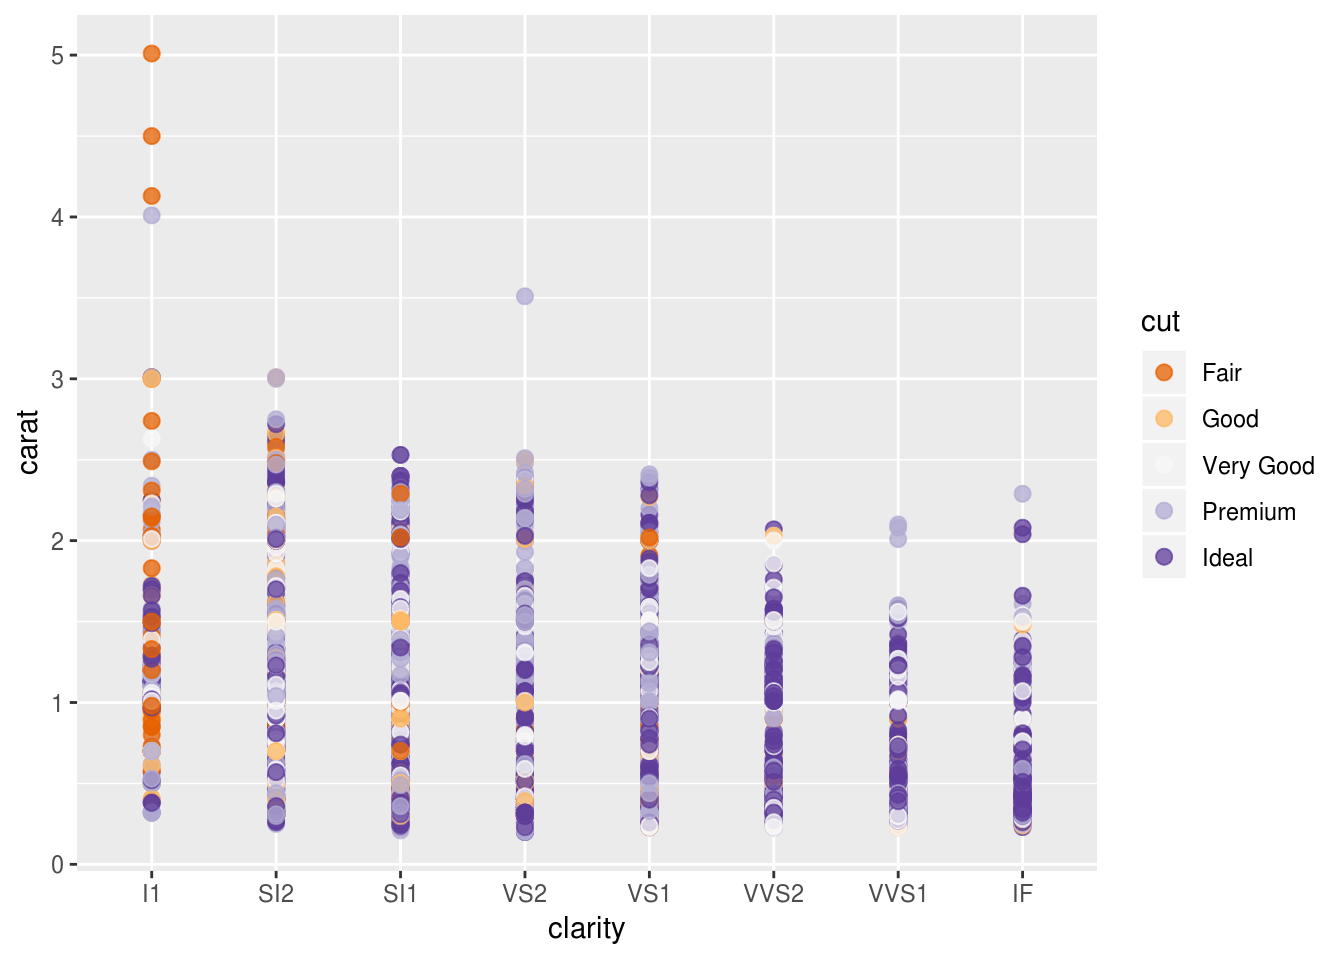 5
4
3
2
1
0
carat
I1 SI2 SI1 VS2 VS1 VVS2 VVS1 IF
clarity
cut
Fair
Good
Very Good
Premium
Ideal